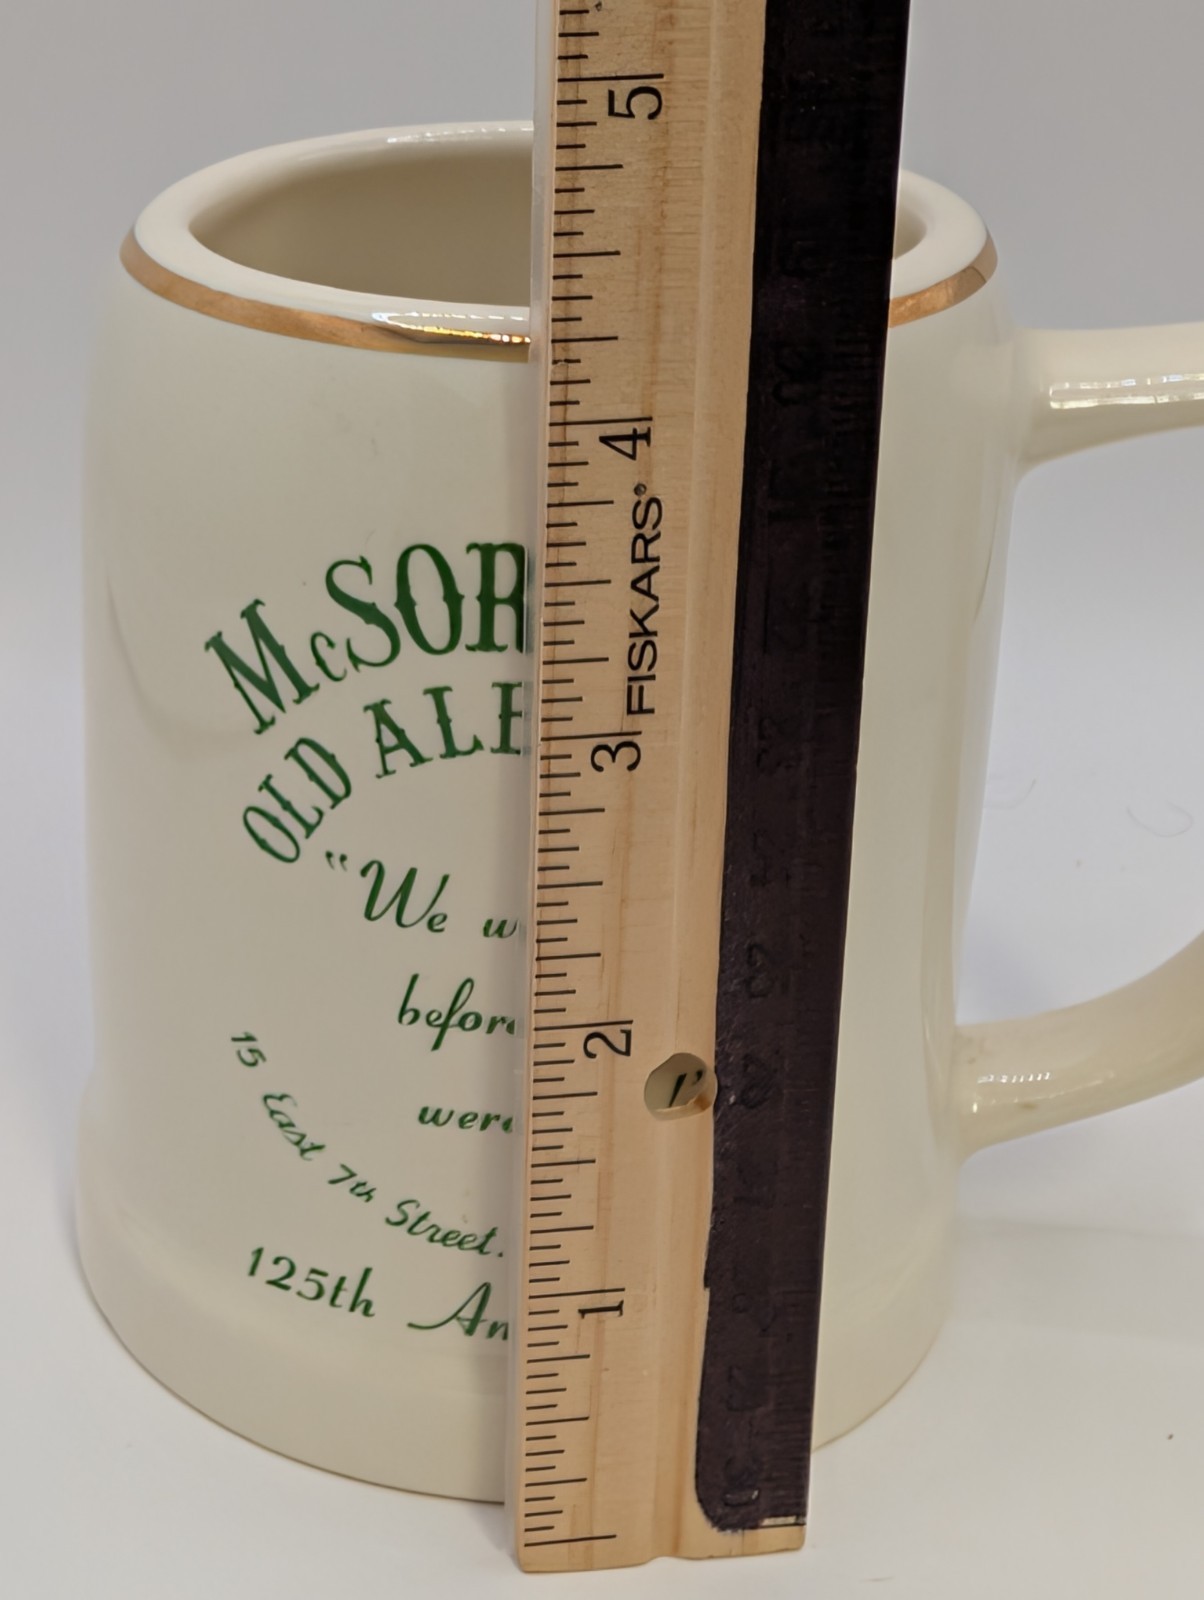 McSOR
OLD ALE
"We w
before
were
15 East 7th Street.
125th An
5
4
FISKARS®
3
2
1